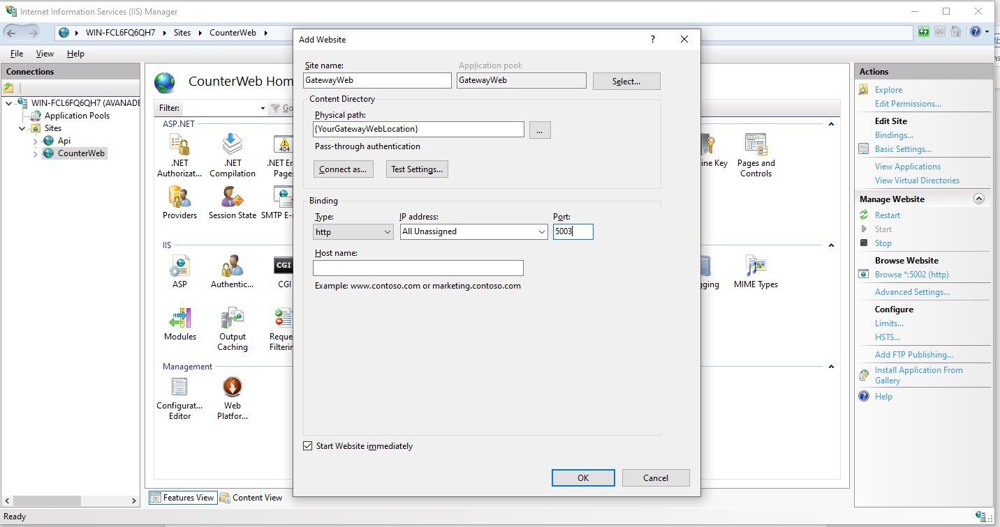 Internet Information Services (IIS) Manager
WIN-FCL6FQ6QH7
Sites
CounterWeb
File
View
Help
Connections
WIN-FCL6FQ6QH7 (AVANADE
Application Pools
Sites
Api
CounterWeb
CounterWeb Hom
Filter:
Go
ASP.NET
.NET
Authorizat...
.NET
Compilation
.NET Er
Page
404
ine Key
Pages and
Controls
Providers
Session State
SMTP E-r
IIS
ASP
Authentic...
CGI
CGI
ging
MIME Types
Modules
Output
Caching
Reque
Filterin
Management
Configurat...
Editor
Web
Platfor...
Features View
Content View
Add Website
?
Site name:
GatewayWeb
Application pool:
GatewayWeb
Select...
Content Directory
Physical path:
{YourGatewayWebLocation}
...
Pass-through authentication
Connect as...
Test Settings...
Binding
Type:
IP address:
Port:
http
All Unassigned
5003
Host name:
Example: www.contoso.com or marketing.contoso.com
Start Website immediately
OK
Cancel
Actions
Explore
Edit Permissions...
Edit Site
Bindings...
Basic Settings...
View Applications
View Virtual Directories
Manage Website
Restart
Start
Stop
Browse Website
Browse *:5002 (http)
Advanced Settings...
Configure
Limits...
HSTS...
Add FTP Publishing...
Install Application From
Gallery
Help
Ready